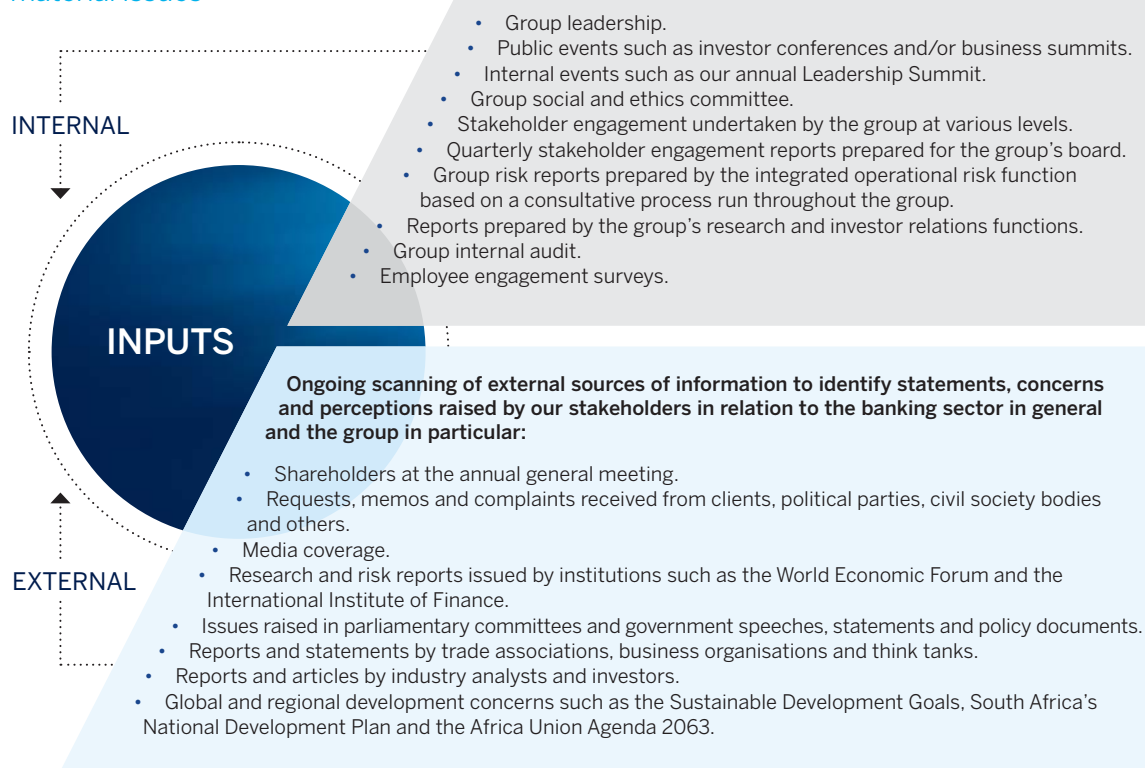 material issues
• Group leadership.
• Public events such as investor conferences and/or business summits.
• Internal events such as our annual Leadership Summit.
• Group social and ethics committee.
• Stakeholder engagement undertaken by the group at various levels.
• Quarterly stakeholder engagement reports prepared for the group's board.
• Group risk reports prepared by the integrated operational risk function
based on a consultative process run throughout the group.
• Reports prepared by the group's research and investor relations functions.
• Group internal audit.
• Employee engagement surveys.
INTERNAL
INPUTS
EXTERNAL
Ongoing scanning of external sources of information to identify statements, concerns
and perceptions raised by our stakeholders in relation to the banking sector in general
and the group in particular:
• Shareholders at the annual general meeting.
• Requests, memos and complaints received from clients, political parties, civil society bodies
and others.
• Media coverage.
• Research and risk reports issued by institutions such as the World Economic Forum and the
International Institute of Finance.
• Issues raised in parliamentary committees and government speeches, statements and policy documents.
• Reports and statements by trade associations, business organisations and think tanks.
• Reports and articles by industry analysts and investors.
• Global and regional development concerns such as the Sustainable Development Goals, South Africa's
National Development Plan and the Africa Union Agenda 2063.